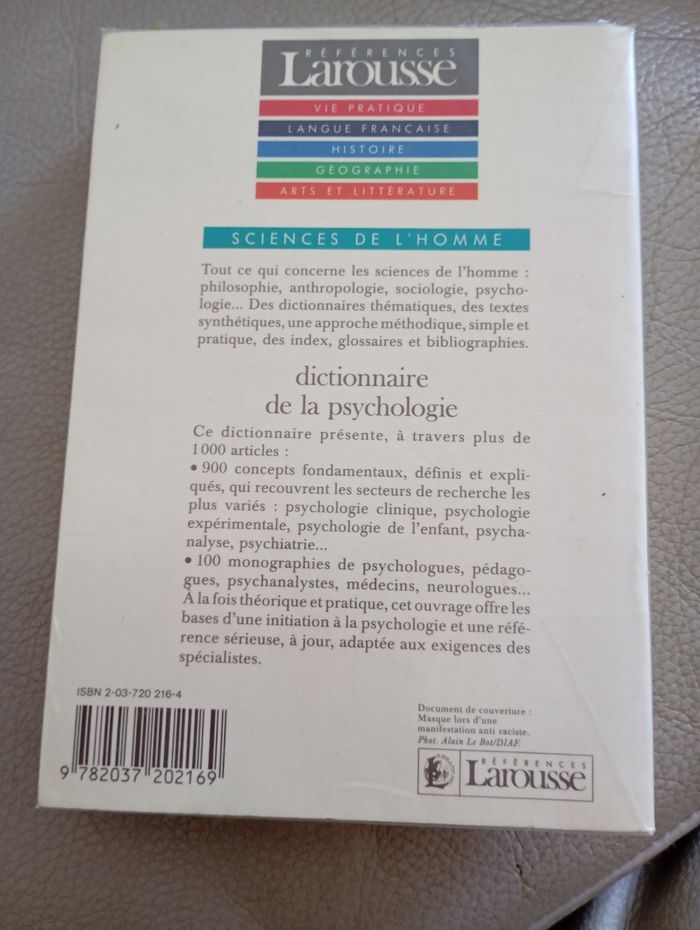 RÉFÉRENCES
Larousse
VIE PRATIQUE
LANGUE FRANÇAISE
HISTOIRE
GÉOGRAPHIE
ARTS ET LITTÉRATURE
SCIENCES DE L'HOMME
Tout ce qui concerne les sciences de l'homme :
philosophie, anthropologie, sociologie, psycho-
logie... Des dictionnaires thématiques, des textes
synthétiques, une approche méthodique, simple et
pratique, des index, glossaires et bibliographies.
dictionnaire
de la psychologie
Ce dictionnaire présente, à travers plus de
1000 articles :
• 900 concepts fondamentaux, définis et expli-
qués, qui recouvrent les secteurs de recherche les
plus variés : psychologie clinique, psychologie
expérimentale, psychologie de l'enfant, psycha-
nalyse, psychiatrie...
• 100 monographies de psychologues, pédago-
gues, psychanalystes, médecins, neurologues...
À la fois théorique et pratique, cet ouvrage offre les
bases d'une initiation à la psychologie et une réfé-
rence sérieuse, à jour, adaptée aux exigences des
spécialistes.
ISBN 2-03-720 216-4
9 782037 202169
Document de couverture :
Masque lors d'une
manifestation anti raciste.
Phot. Alain Le Bot/DIAF.
RÉFÉRENCES
Larousse